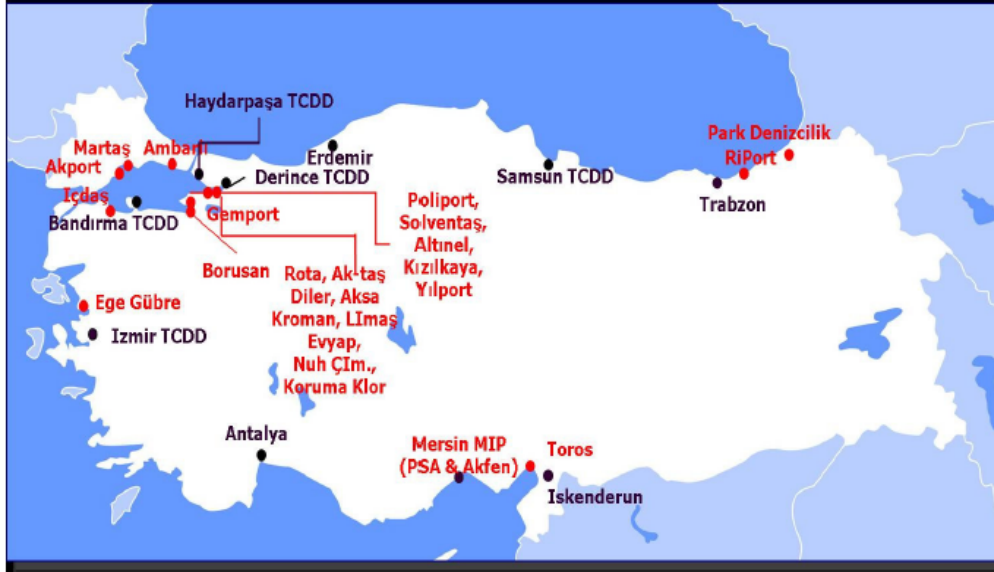 Haydarpaşa TCDD
Martaş
Ambarlı
Akport
Erdemir
Derince TCDD
Içdaş
Bandırma TCDD
Gemport
Samsun TCDD
Park Denizcilik
RiPort
Trabzon
Poliport,
Solventaş,
Altınel,
Kızılkaya,
Yılport
Borusan
Rota, Ak-taş
Diler, Aksa
Kroman, LImaş
Evyap,
Nuh ÇIm.,
Koruma Klor
Ege Gübre
Izmir TCDD
Antalya
Mersin MIP
(PSA & Akfen)
Toros
Iskenderun